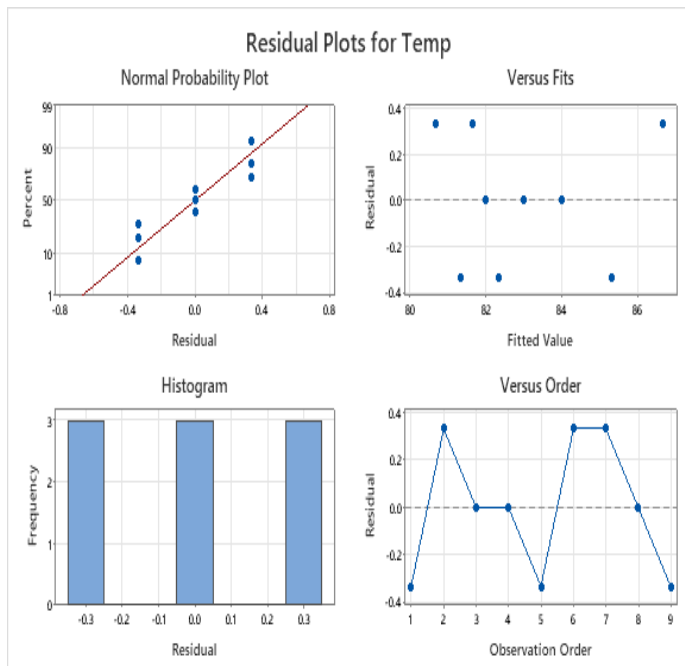 Residual Plots for Temp
Normal Probability Plot
99
90
50
10
1
Percent
-0.8 -0.4 0.0 0.4 0.8
Residual
Versus Fits
0.4
0.2
0.0
-0.2
-0.4
Residual
80 82 84 86
Fitted Value
Histogram
3
2
1
0
Frequency
-0.3 -0.2 -0.1 0.0 0.1 0.2 0.3
Residual
Versus Order
0.4
0.2
0.0
-0.2
-0.4
Residual
1 2 3 4 5 6 7 8 9
Observation Order